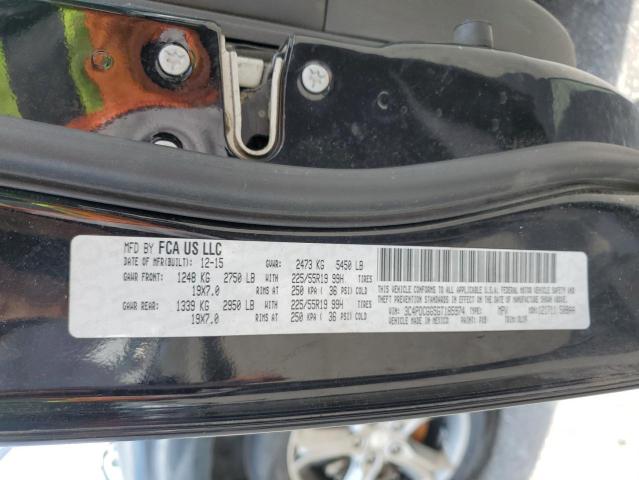 MFD BY FCA US LLC
DATE OF MFR(BUILT): 12-15 GVWR: 2473 KG 5450 LB
GAWR FRONT: 1248 KG 2750 LB WITH 225/55R19 99H TIRES
19X7.0 RIMS AT 250 KPA ( 36 PSI) COLD
GAWR REAR: 1339 KG 2950 LB WITH 225/55R19 99H TIRES
19X7.0 RIMS AT 250 KPA ( 36 PSI) COLD
THIS VEHICLE CONFORMS TO ALL APPLICABLE U.S.A. FEDERAL MOTOR VEHICLE SAFETY
AND THEFT PREVENTION STANDARDS IN EFFECT ON THE DATE OF MANUFACTURE SHOWN ABOVE.
VIN: 3C4PDCGG5GT185974 MPV
VEHICLE MADE IN MEXICO PAINT: TRIM: